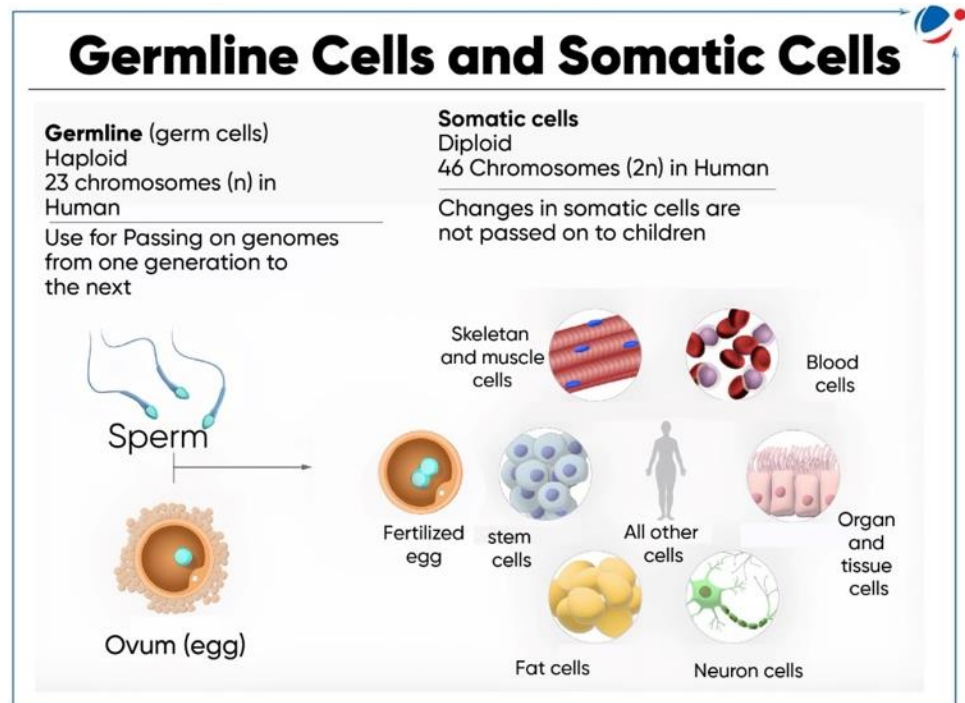 Germline Cells and Somatic Cells
Germline (germ cells)
Haploid
23 chromosomes (n) in
Human
Use for Passing on genomes
from one generation to
the next
Somatic cells
Diploid
46 Chromosomes (2n) in Human
Changes in somatic cells are
not passed on to children
Sperm
Ovum (egg)
Skeletan
and muscle
cells
Blood
cells
Fertilized
egg
stem
cells
All other
cells
Organ
and
tissue
cells
Fat cells
Neuron cells